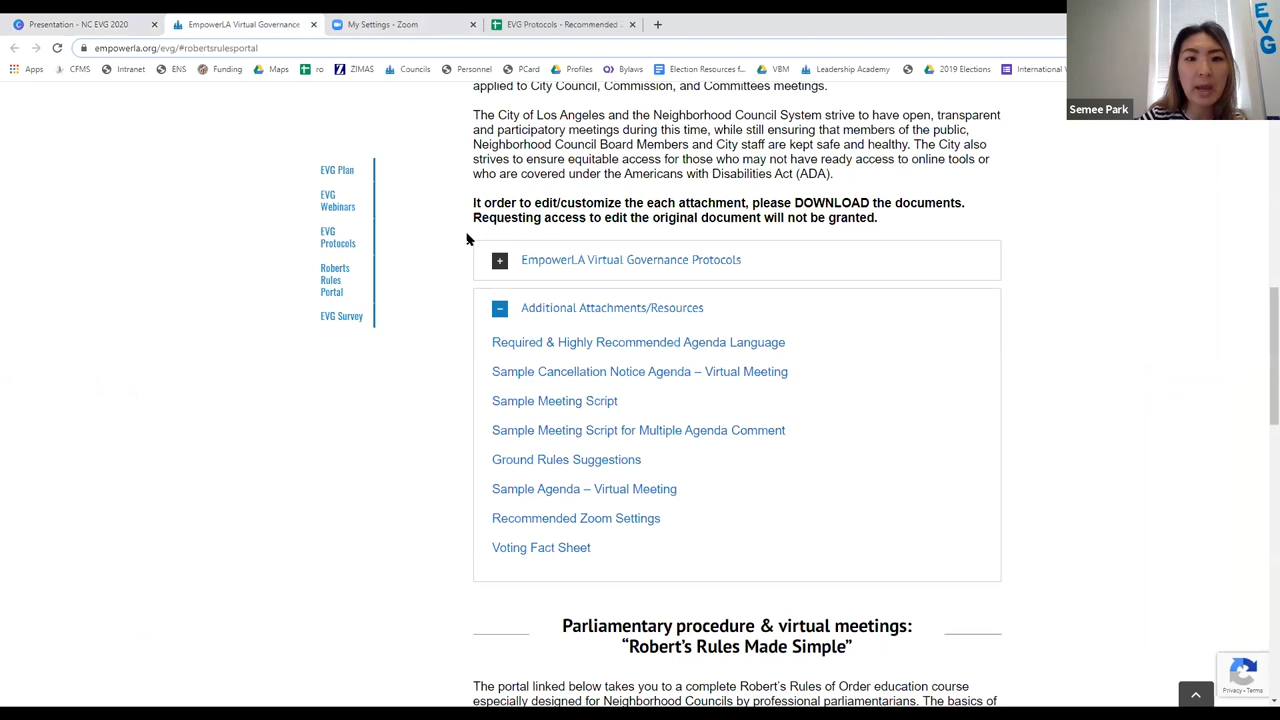 Presentation - NC EVG 2020
EmpowerLA Virtual Governance
My Settings - Zoom
EVG Protocols - Recommended
empowerla.org/evg/#robertsrulesportal
Apps CFMS Intranet ENS Funding Maps ro ZIMAS Councils Personnel PCard Profiles Bylaws Election Resources f... VBM Leadership Academy 2019 Elections International
EVG
Semee Park
applied to City Council, Commission, and Committees meetings.
The City of Los Angeles and the Neighborhood Council System strive to have open, transparent
and participatory meetings during this time, while still ensuring that members of the public,
Neighborhood Council Board Members and City staff are kept safe and healthy. The City also
strives to ensure equitable access for those who may not have ready access to online tools or
who are covered under the Americans with Disabilities Act (ADA).
It order to edit/customize the each attachment, please DOWNLOAD the documents.
Requesting access to edit the original document will not be granted.
EVG Plan
EVG
Webinars
EVG
Protocols
Roberts
Rules
Portal
EVG Survey
EmpowerLA Virtual Governance Protocols
Additional Attachments/Resources
Required & Highly Recommended Agenda Language
Sample Cancellation Notice Agenda – Virtual Meeting
Sample Meeting Script
Sample Meeting Script for Multiple Agenda Comment
Ground Rules Suggestions
Sample Agenda – Virtual Meeting
Recommended Zoom Settings
Voting Fact Sheet
Parliamentary procedure & virtual meetings:
“Robert’s Rules Made Simple”
The portal linked below takes you to a complete Robert’s Rules of Order education course
especially designed for Neighborhood Councils by professional parliamentarians. The basics of
Privacy - Terms